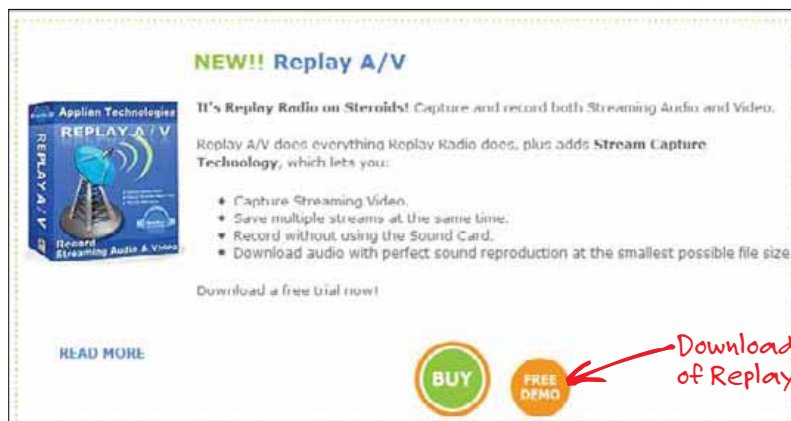 NEW!! Replay A/V
It's Replay Radio on Steroids! Capture and record both Streaming Audio and Video.
Replay A/V does everything Replay Radio does, plus adds Stream Capture
Technology, which lets you:
• Capture Streaming Video.
• Save multiple streams at the same time.
• Record without using the Sound Card.
• Download audio with perfect sound reproduction at the smallest possible file size
Download a free trial now!
Applian Technologies
REPLAY A/V
REPLAY A/V
Record
Streaming Audio & Video
READ MORE
BUY
FREE
DEMO
Download
of Replay